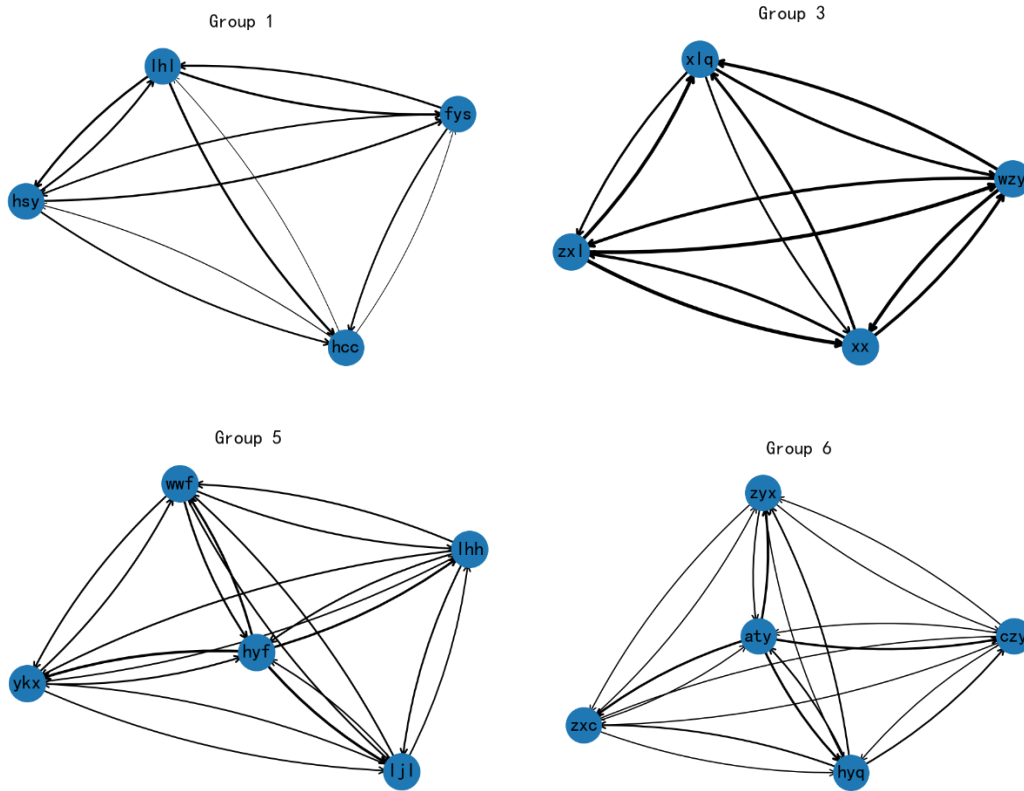 Group 1
lhl
fys
hsy
hcc
Group 3
xlq
wzy
zxl
xx
Group 5
wwf
lhh
hyf
ykx
ljl
Group 6
zyx
aty
czy
zxc
hyq